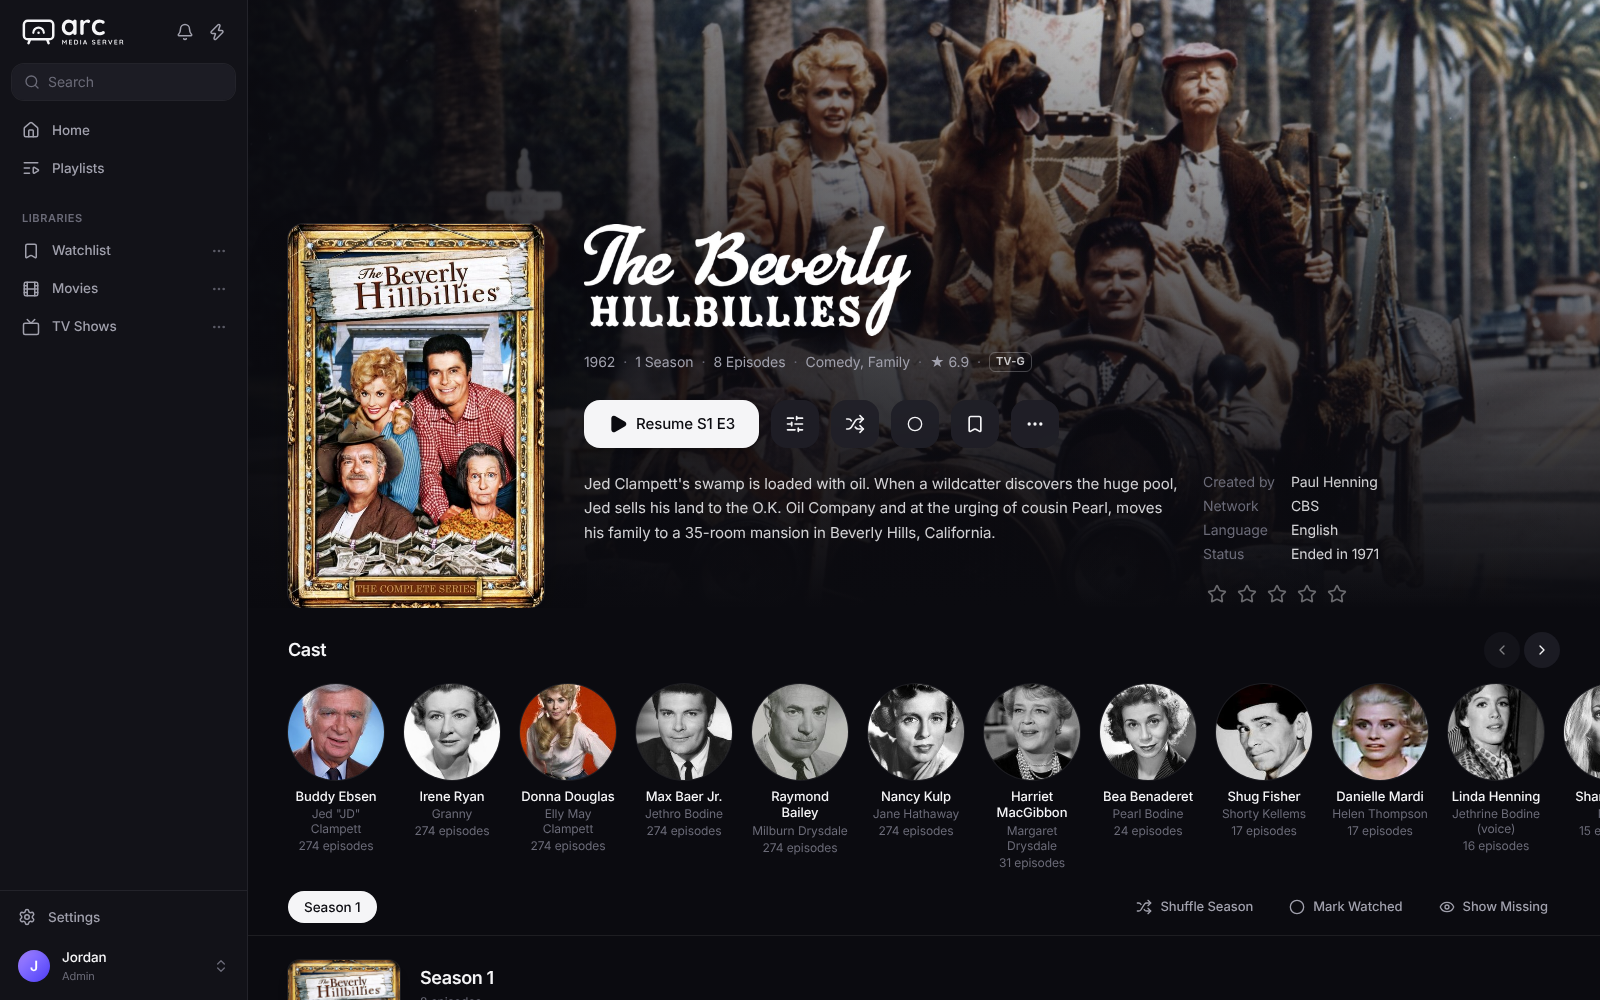 arc
MEDIA SERVER
Search
Home
Playlists
LIBRARIES
Watchlist
Movies
TV Shows
Settings
J
Jordan
Admin
The Beverly
Hillbillies
THE COMPLETE SERIES
The Beverly
HILLBILLIES
1962 · 1 Season · 8 Episodes · Comedy, Family · ★ 6.9 · TV-G
Resume S1 E3
Jed Clampett's swamp is loaded with oil. When a wildcatter discovers the huge pool,
Jed sells his land to the O.K. Oil Company and at the urging of cousin Pearl, moves
his family to a 35-room mansion in Beverly Hills, California.
Created by Paul Henning
Network CBS
Language English
Status Ended in 1971
Cast
Buddy Ebsen
Jed "JD"
Clampett
274 episodes
Irene Ryan
Granny
274 episodes
Donna Douglas
Elly May
Clampett
274 episodes
Max Baer Jr.
Jethro Bodine
274 episodes
Raymond
Bailey
Milburn Drysdale
274 episodes
Nancy Kulp
Jane Hathaway
274 episodes
Harriet
MacGibbon
Margaret
Drysdale
31 episodes
Bea Benaderet
Pearl Bodine
24 episodes
Shug Fisher
Shorty Kellems
17 episodes
Danielle Mardi
Helen Thompson
17 episodes
Linda Henning
Jethrine Bodine
(voice)
16 episodes
15
Season 1
Shuffle Season
Mark Watched
Show Missing
The Beverly
Hillbillies
Season 1
8 episodes